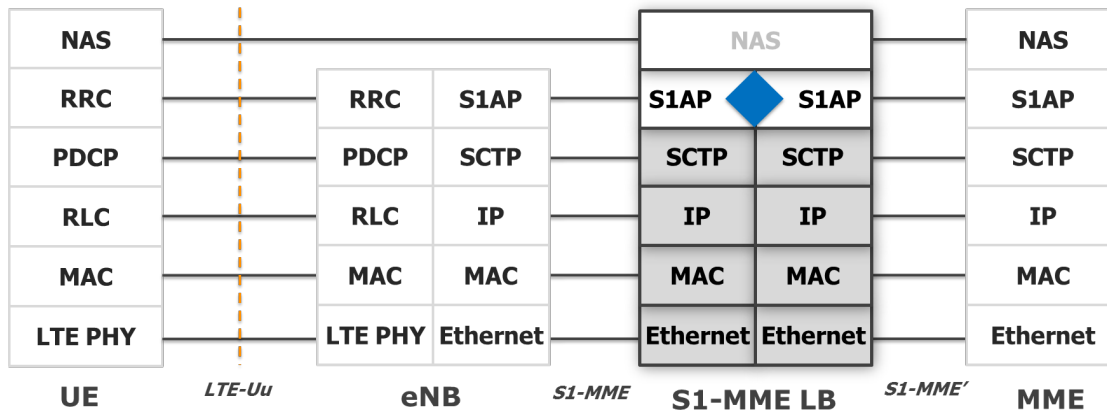 NAS NAS NAS
RRC RRC S1AP S1AP S1AP S1AP
PDCP PDCP SCTP SCTP SCTP SCTP
RLC RLC IP IP IP IP
MAC MAC MAC MAC MAC MAC
LTE PHY LTE PHY Ethernet Ethernet Ethernet Ethernet
UE LTE-Uu eNB S1-MME S1-MME LB S1-MME’ MME